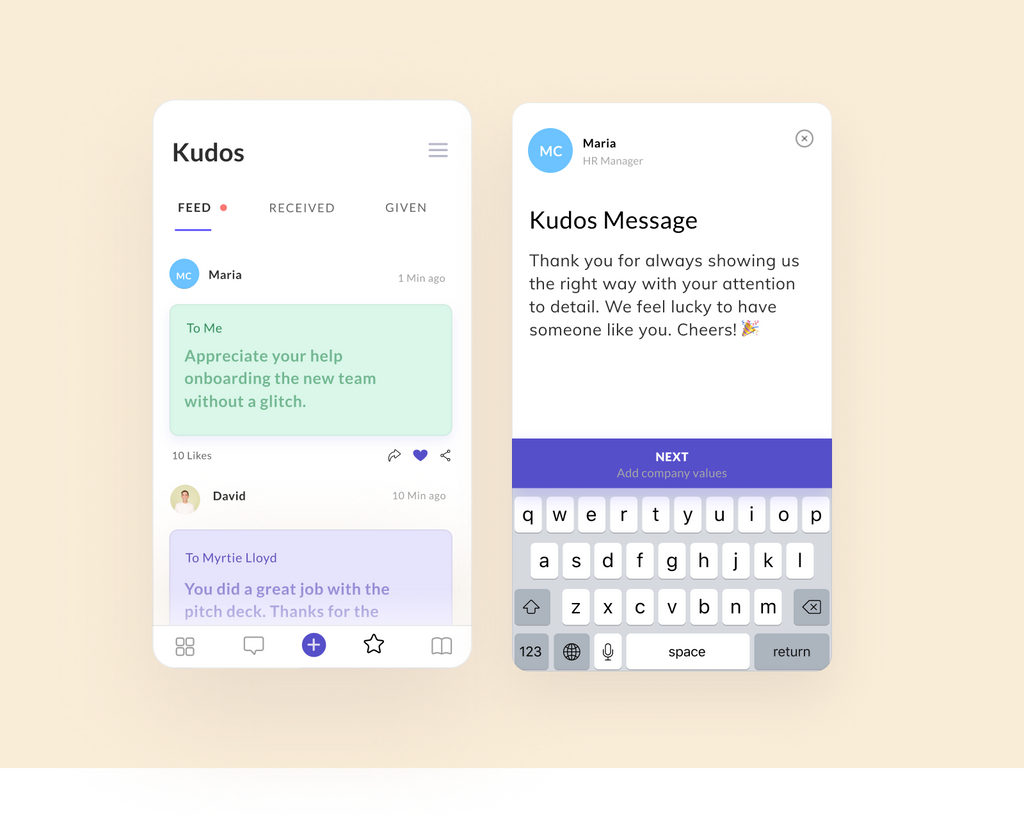 Kudos
FEED RECEIVED GIVEN
MC Maria 1 Min ago
To Me
Appreciate your help
onboarding the new team
without a glitch.
10 Likes
David 10 Min ago
To Myrtie Lloyd
You did a great job with the
pitch deck. Thanks for the
MC Maria
HR Manager
Kudos Message
Thank you for always showing us
the right way with your attention
to detail. We feel lucky to have
someone like you. Cheers! 🎉
NEXT
Add company values
q w e r t y u i o p
a s d f g h j k l
z x c v b n m
123 space return